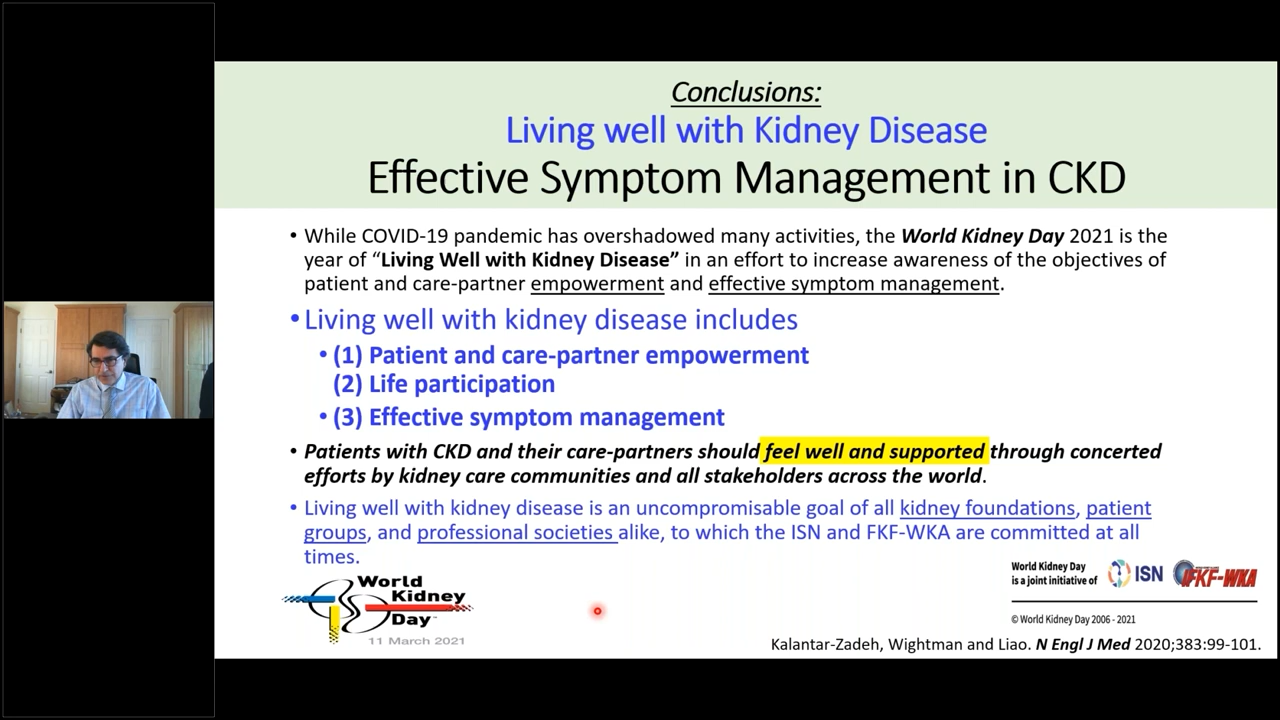 Conclusions:
Living well with Kidney Disease
Effective Symptom Management in CKD
• While COVID-19 pandemic has overshadowed many activities, the World Kidney Day 2021 is the
year of “Living Well with Kidney Disease” in an effort to increase awareness of the objectives of
patient and care-partner empowerment and effective symptom management.
• Living well with kidney disease includes
• (1) Patient and care-partner empowerment
(2) Life participation
• (3) Effective symptom management
• Patients with CKD and their care-partners should feel well and supported through concerted
efforts by kidney care communities and all stakeholders across the world.
• Living well with kidney disease is an uncompromisable goal of all kidney foundations, patient
groups, and professional societies alike, to which the ISN and FKF-WKA are committed at all
times.
World
Kidney
Day
11 March 2021
World Kidney Day
is a joint initiative of
ISN
IFKF-WKA
© World Kidney Day 2006 - 2021
Kalantar-Zadeh, Wightman and Liao. N Engl J Med 2020;383:99-101.